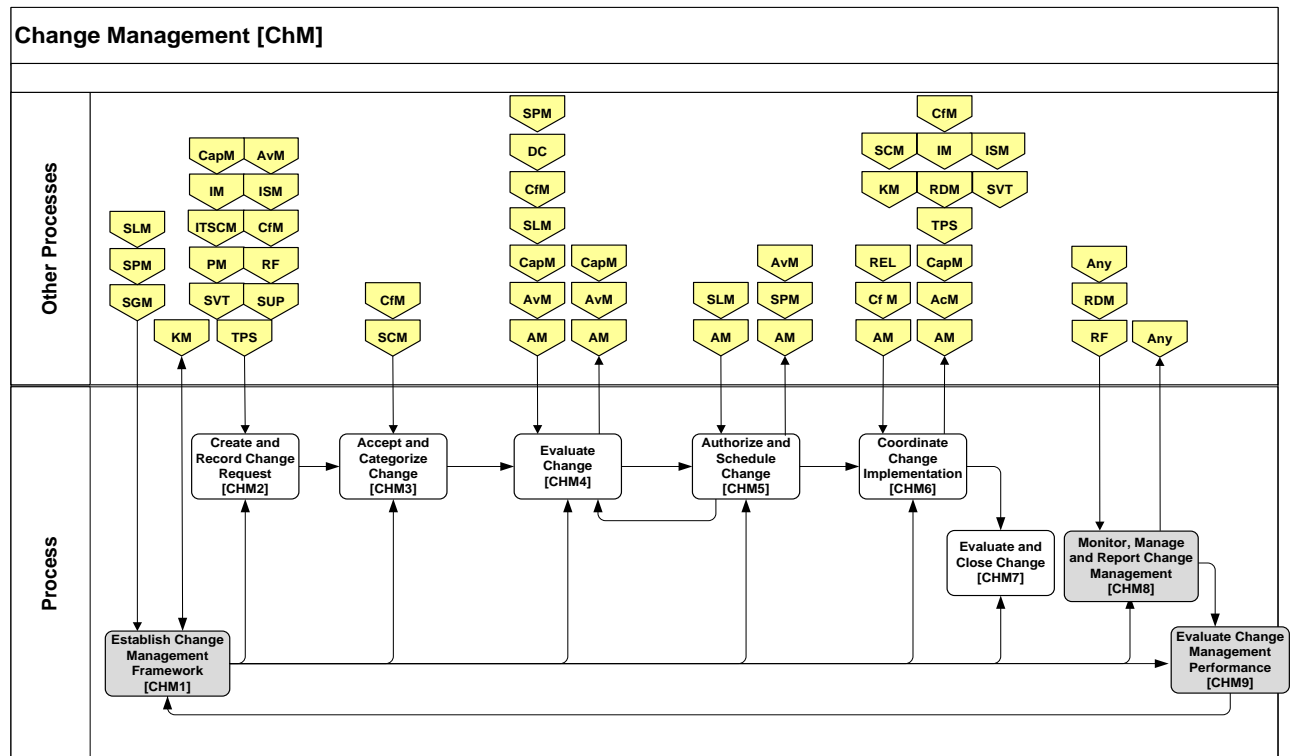 Change Management [ChM]
Other Processes
SPM
CfM
DC
SCM
IM
ISM
CapM
AvM
IM
ISM
CfM
KM
RDM
SVT
SLM
ITSCM
CfM
SLM
TPS
SPM
PM
RF
CapM
CapM
AvM
REL
CapM
Any
SGM
SVT
SUP
CfM
AvM
AvM
SLM
SPM
Cf M
AcM
RDM
KM
TPS
SCM
AM
AM
AM
AM
AM
AM
RF
Any
Process
Create and
Record Change
Request
[CHM2]
Accept and
Categorize
Change
[CHM3]
Evaluate
Change
[CHM4]
Authorize and
Schedule
Change
[CHM5]
Coordinate
Change
Implementation
[CHM6]
Evaluate and
Close Change
[CHM7]
Monitor, Manage
and Report Change
Management
[CHM8]
Establish Change
Management
Framework
[CHM1]
Evaluate Change
Management
Performance
[CHM9]